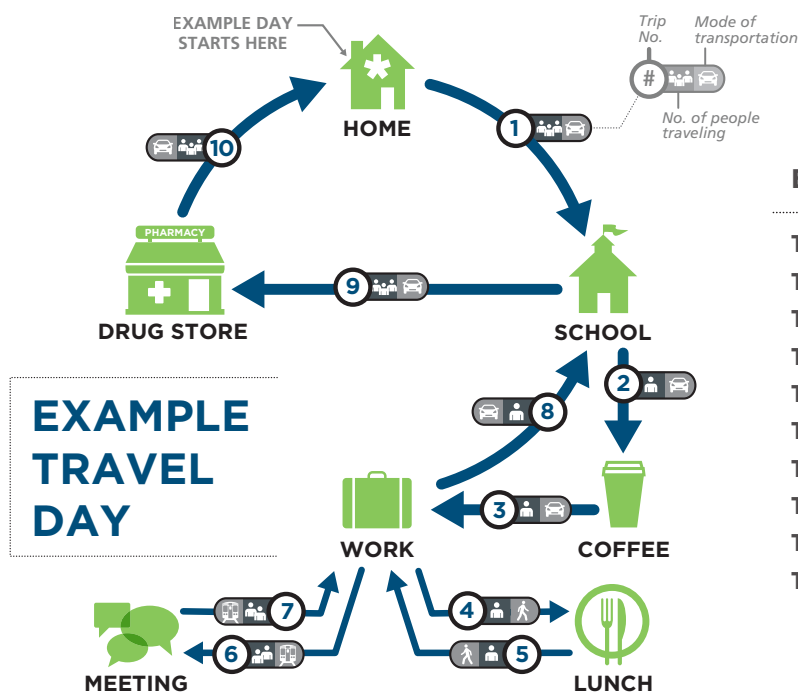 EXAMPLE DAY
STARTS HERE
Trip
No.
Mode of
transportation
#
No. of people
traveling
HOME
1
10
PHARMACY
DRUG STORE
9
SCHOOL
2
8
EXAMPLE
TRAVEL
DAY
WORK
3
COFFEE
7
6
MEETING
4
5
LUNCH
E
T
T
T
T
T
T
T
T
T
T